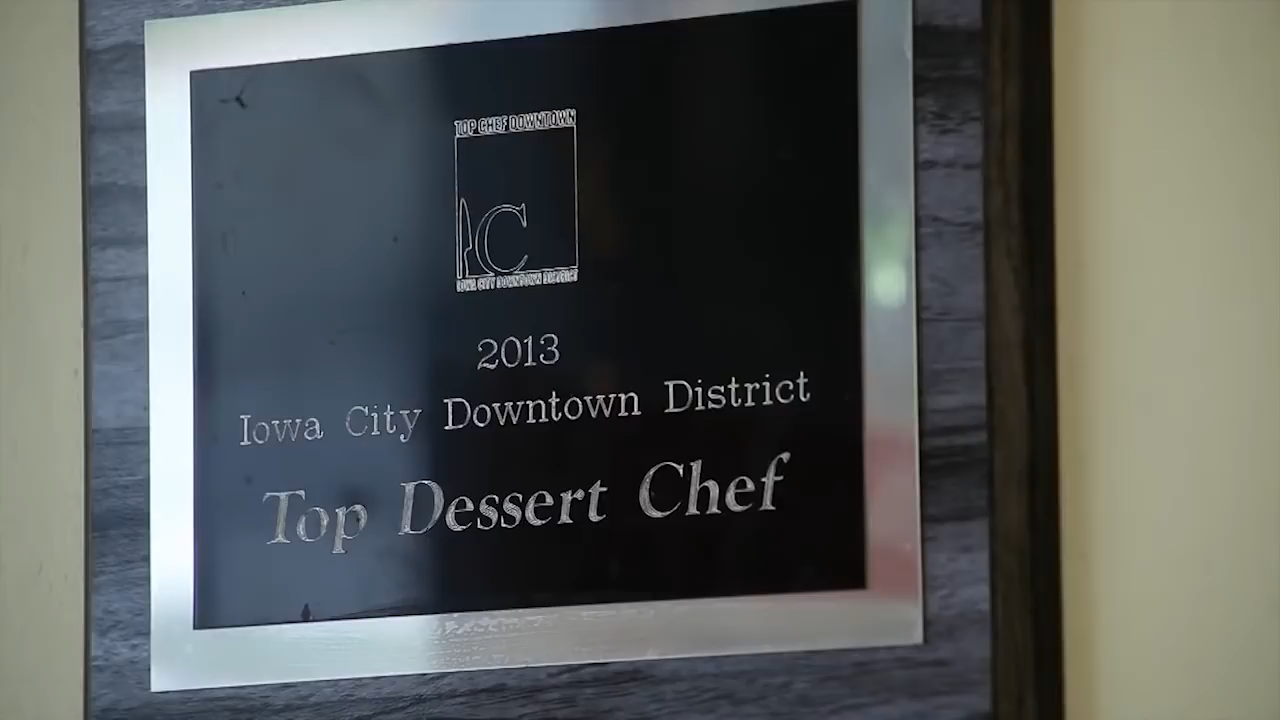 TOP CHEF DOWNTOWN
IC
IOWA CITY DOWNTOWN DISTRICT
2013
Iowa City Downtown District
Top Dessert Chef